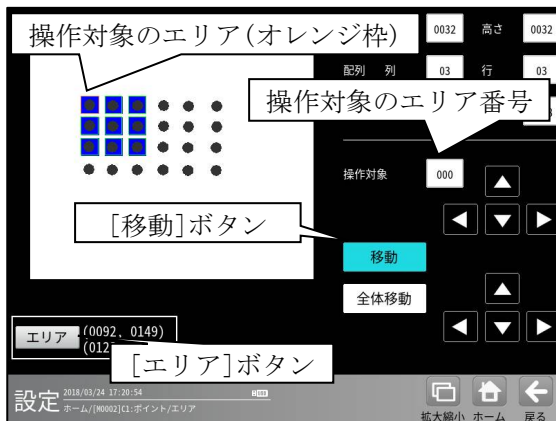 操作対象のエリア(オレンジ枠)
0032 高さ 0032
配列 列 03 行 03
操作対象のエリア番号
操作対象 000
[移動]ボタン
移動
全体移動
エリア (0092, 0149)
(012
[エリア]ボタン
設定 2018/03/24 17:20:54
ホーム/[M0002]C1:ポイント/エリア
拡大縮小 ホーム 戻る